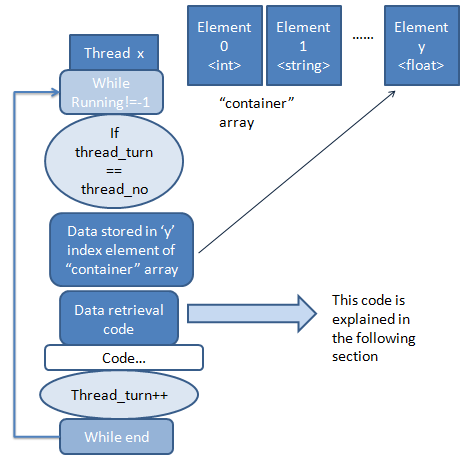 Thread x
While
Running!=-1
If
thread_turn
==
thread_no
Data stored in ‘y’
index element of
“container” array
Data retrieval
code
Code...
Thread_turn++
While end
Element
0
<int>
Element
1
<string>
......
Element
y
<float>
“container”
array
This code is
explained in
the following
section